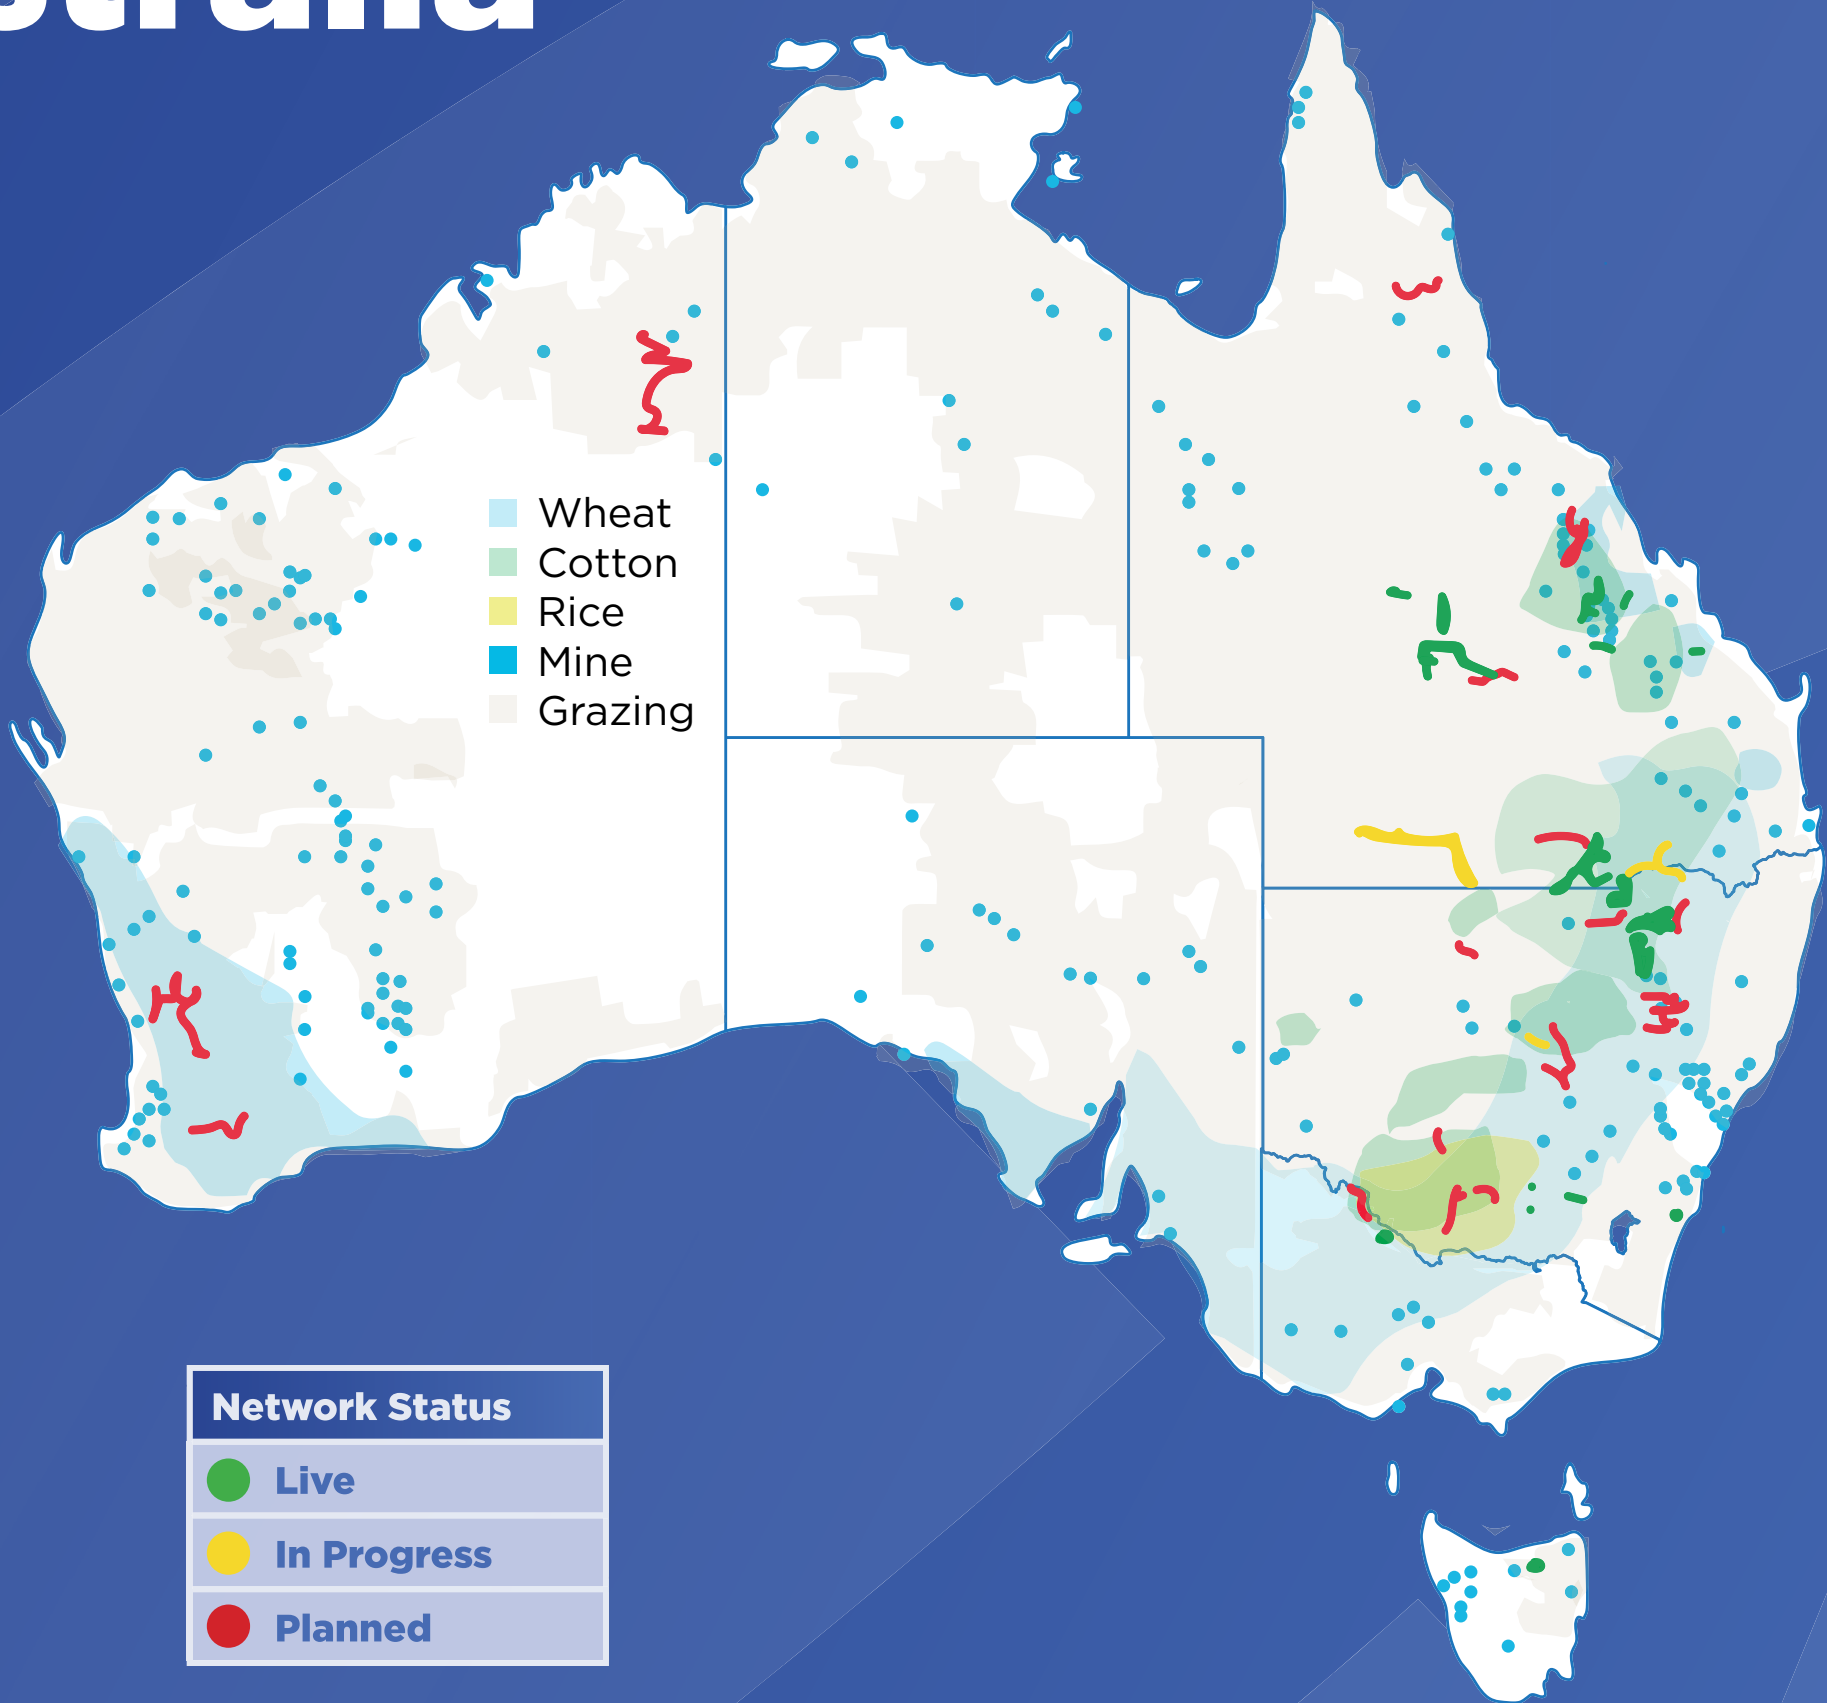 Wheat
Cotton
Rice
Mine
Grazing
Network Status
Live
In Progress
Planned